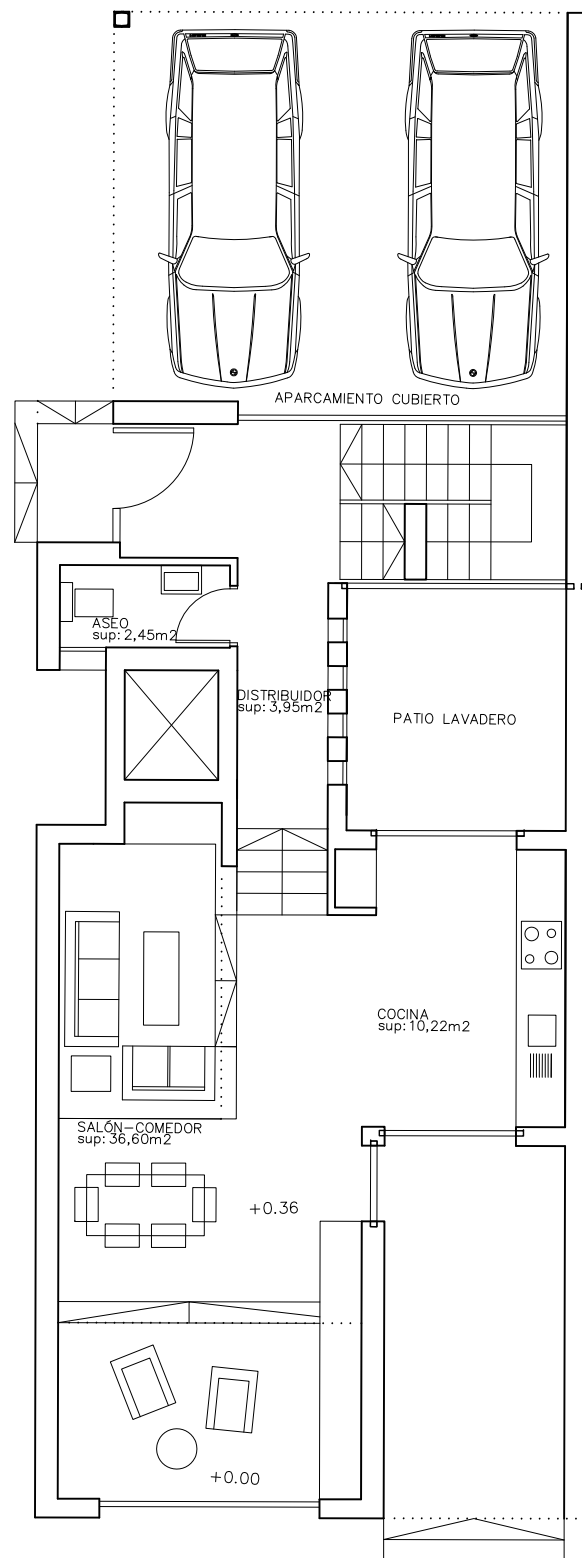 APARCAMIENTO CUBIERTO
ASEO
sup: 2,45m2
DISTRIBUIDOR
sup: 3,95m2
PATIO LAVADERO
COCINA
sup: 10,22m2
SALÓN-COMEDOR
sup: 36,60m2
+0.36
+0.00